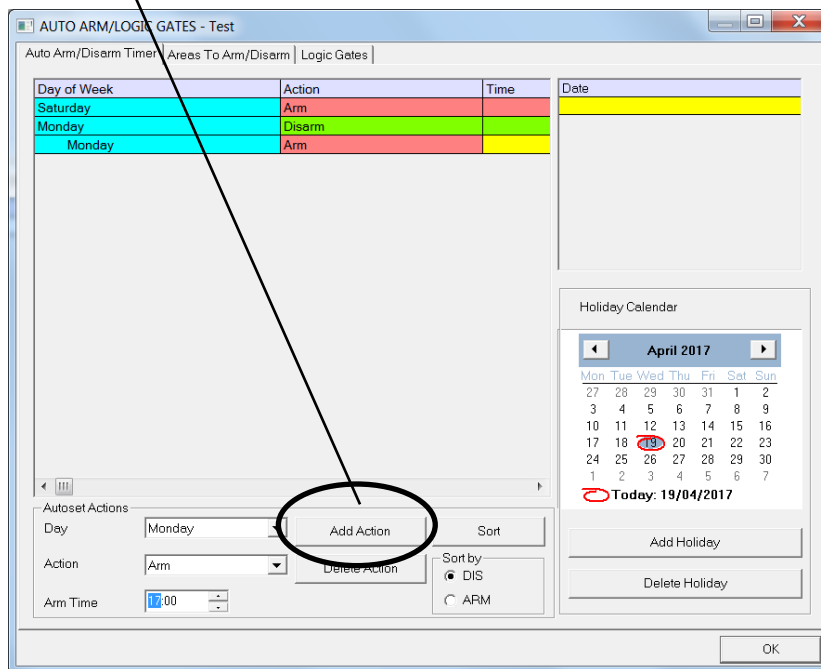 AUTO ARM/LOGIC GATES - Test
Auto Arm/Disarm Timer Areas To Arm/Disarm Logic Gates
Day of Week Action Time
Saturday Arm
Monday Disarm
Monday Arm
Date
Holiday Calendar
April 2017
Mon Tue Wed Thu Fri Sat Sun
27 28 29 30 31 1 2
3 4 5 6 7 8 9
10 11 12 13 14 15 16
17 18 19 20 21 22 23
24 25 26 27 28 29 30
1 2 3 4 5 6 7
Today: 19/04/2017
Add Holiday
Delete Holiday
Autoset Actions
Day Monday Add Action Sort
Action Arm Delete Action
Sort by
DIS
ARM
Arm Time 17:00
OK